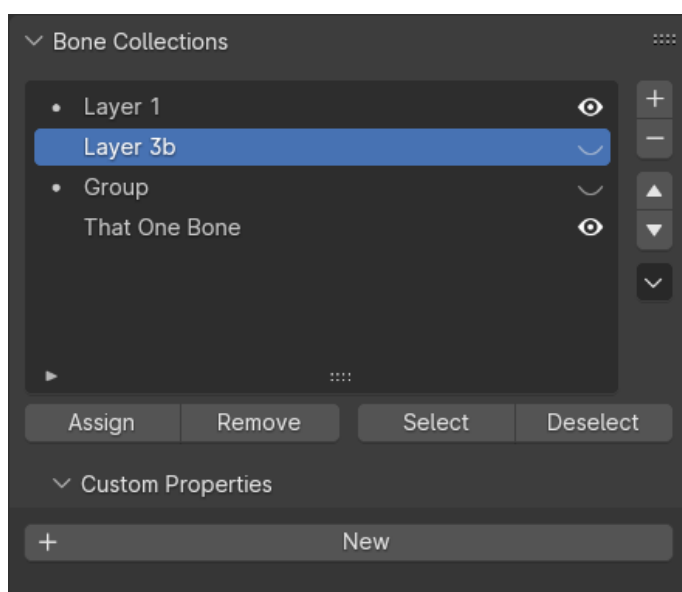 Bone Collections
Layer 1
Layer 3b
Group
That One Bone
Assign Remove Select Deselect
Custom Properties
New